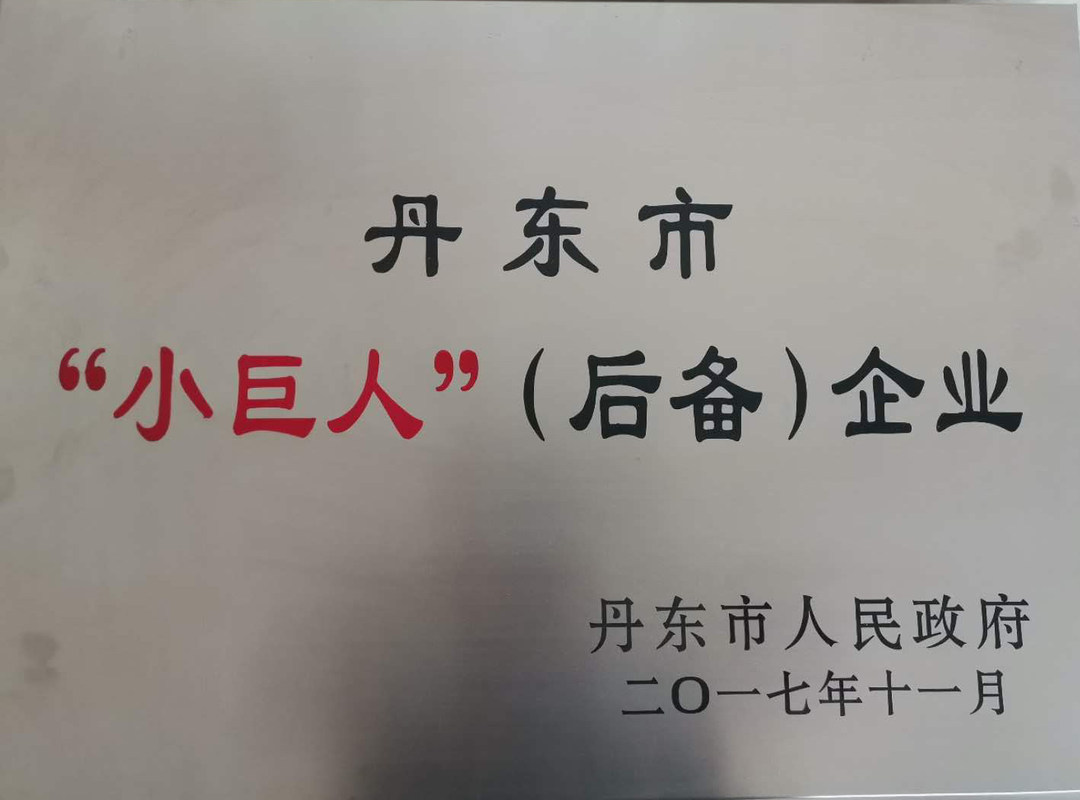 丹东市
“小巨人”（后备）企业
丹东市人民政府
二〇一七年十一月